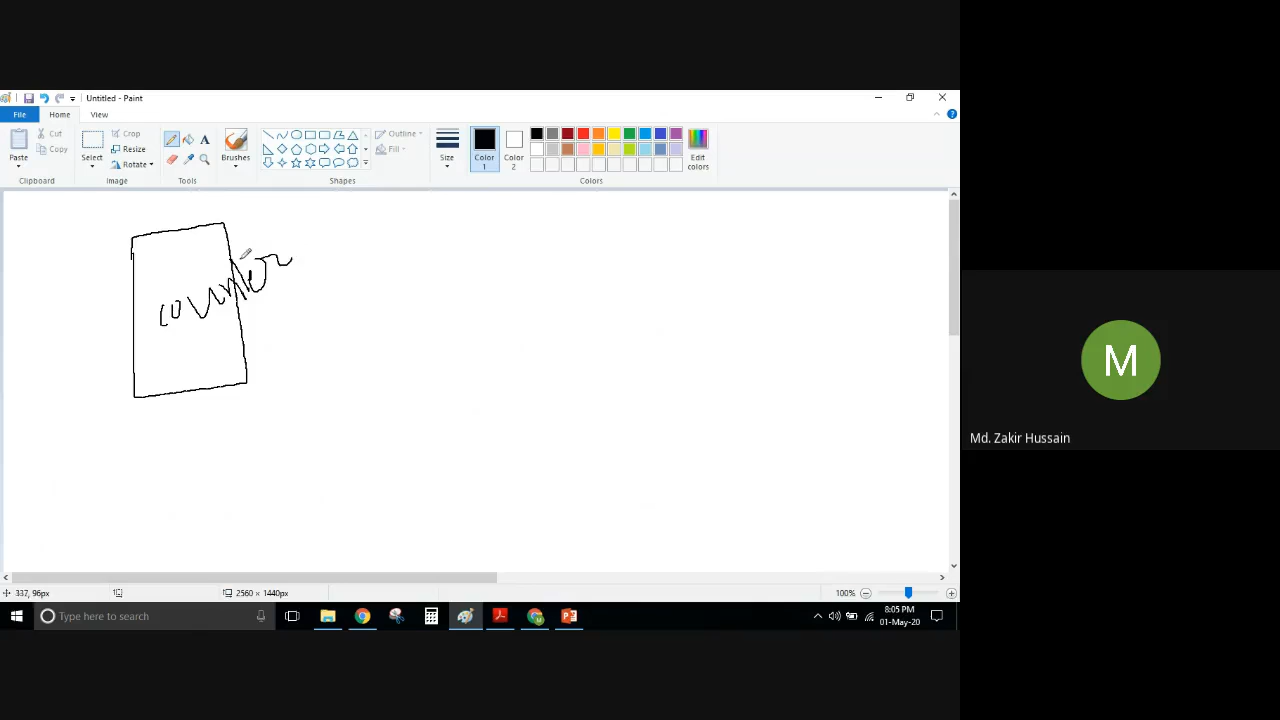 Untitled - Paint
File Home View
Cut
Copy
Paste
Clipboard
Crop
Resize
Rotate
Select
Image
Tools
Brushes
Outline
Fill
Shapes
Size
Color 1
Color 2
Edit colors
Colors
counter
337, 96px
2560 × 1440px
100%
Type here to search
8:05 PM
01-May-20
M
Md. Zakir Hussain